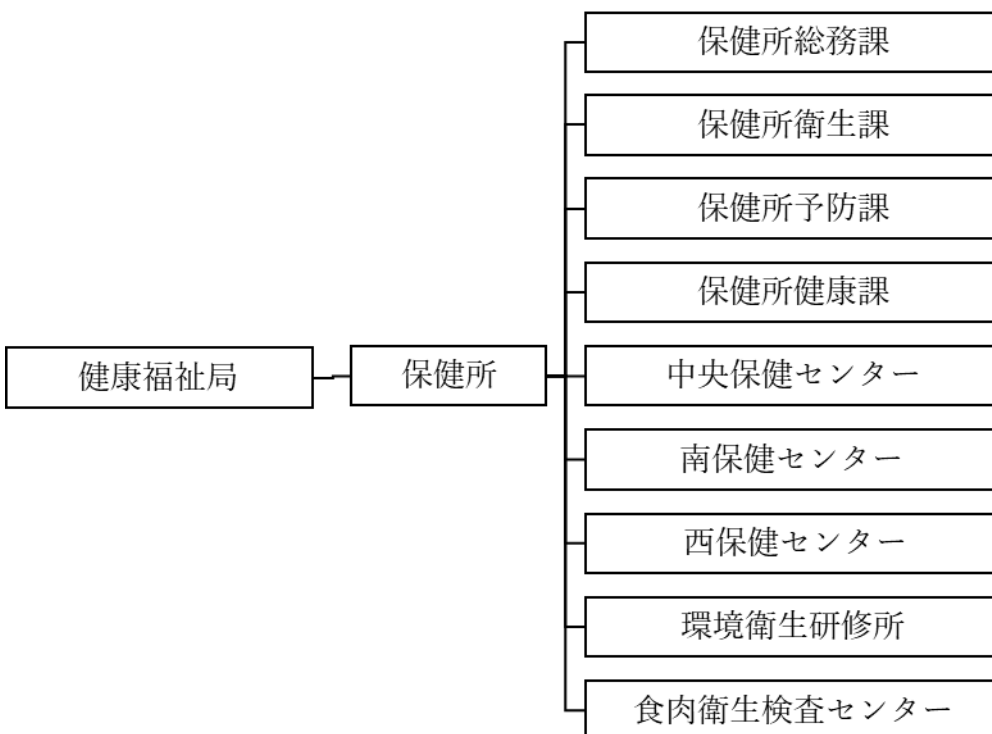 保健所総務課
保健所衛生課
保健所予防課
保健所健康課
健康福祉局
保健所
中央保健センター
南保健センター
西保健センター
環境衛生研修所
食肉衛生検査センター